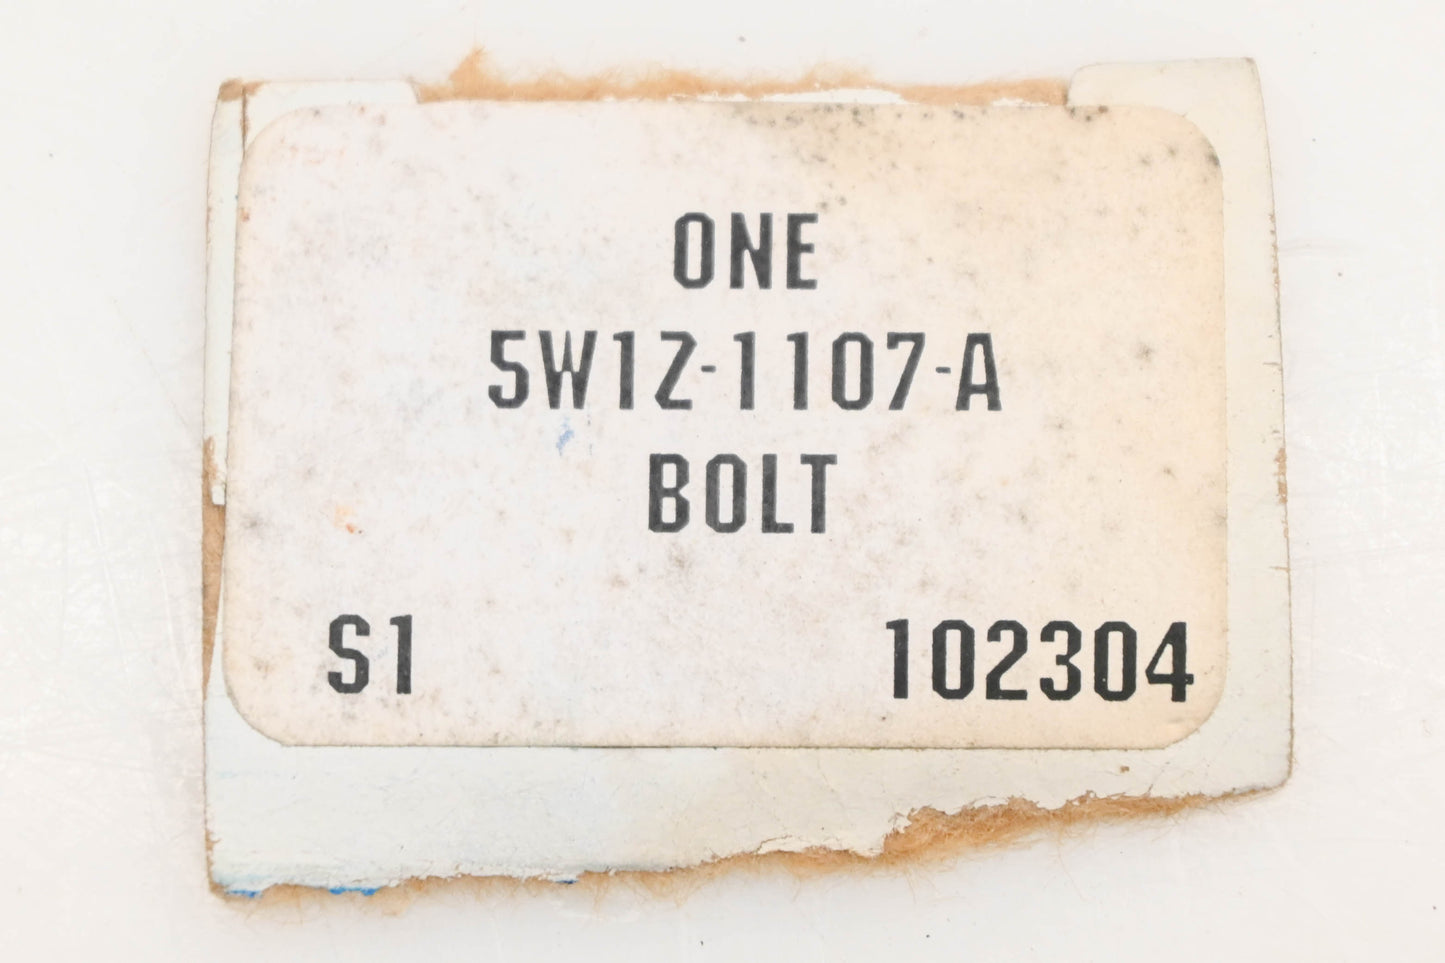 ONE
5W1Z-1107-A
BOLT
S1 102304